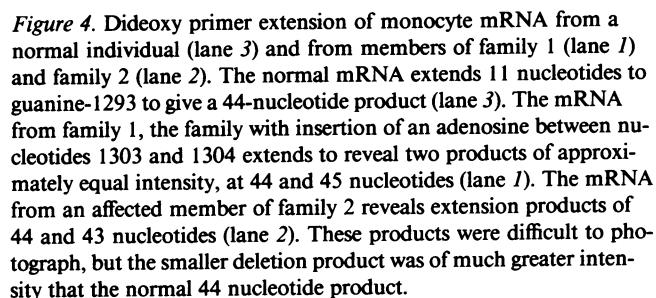 Figure 4. Dideoxy primer extension of monocyte mRNA from a
normal individual (lane 3) and from members of family 1 (lane 1)
and family 2 (lane 2). The normal mRNA extends 11 nucleotides to
guanine-1293 to give a 44-nucleotide product (lane 3). The mRNA
from family 1, the family with insertion of an adenosine between nu-
cleotides 1303 and 1304 extends to reveal two products of approxi-
mately equal intensity, at 44 and 45 nucleotides (lane 1). The mRNA
from an affected member of family 2 reveals extension products of
44 and 43 nucleotides (lane 2). These products were difficult to pho-
tograph, but the smaller deletion product was of much greater inten-
sity that the normal 44 nucleotide product.